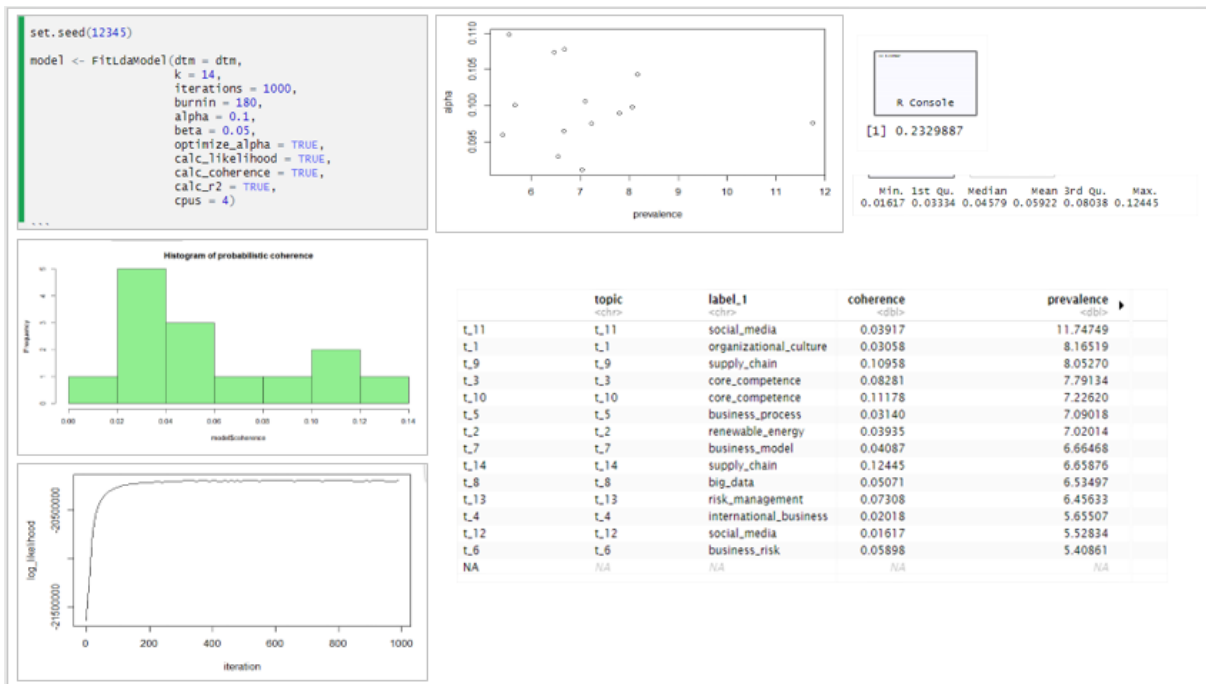 set.seed(12345)
model <- FitLdaModel(dtm = dtm,
k = 14,
iterations = 1000,
burnin = 180,
alpha = 0.1,
beta = 0.05,
optimize_alpha = TRUE,
calc_likelihood = TRUE,
calc_coherence = TRUE,
calc_r2 = TRUE,
cpus = 4)
```
0.110
0.105
0.100
0.095
alpha
6 7 8 9 10 11 12
prevalence
R Console
[1] 0.2329887
Min. 1st Qu. Median Mean 3rd Qu. Max.
0.01617 0.03334 0.04579 0.05922 0.08038 0.12445
Histogram of probabilistic coherence
Frequency
5
4
3
2
1
0
0.00 0.02 0.04 0.06 0.08 0.10 0.12 0.14
model$coherence
topic label_1 coherence prevalence
<chr> <chr> <dbl> <dbl>
t_11 t_11 social_media 0.03917 11.74749
t_1 t_1 organizational_culture 0.03058 8.16519
t_9 t_9 supply_chain 0.10958 8.05270
t_3 t_3 core_competence 0.08281 7.79134
t_10 t_10 core_competence 0.11178 7.22620
t_5 t_5 business_process 0.03140 7.09018
t_2 t_2 renewable_energy 0.03935 7.02014
t_7 t_7 business_model 0.04087 6.66468
t_14 t_14 supply_chain 0.12445 6.65876
t_8 t_8 big_data 0.05071 6.53497
t_13 t_13 risk_management 0.07308 6.45633
t_4 t_4 international_business 0.02018 5.65507
t_12 t_12 social_media 0.01617 5.52834
t_6 t_6 business_risk 0.05898 5.40861
NA NA NA NA NA
log_likelihood
-20500000
-21500000
0 200 400 600 800 1000
iteration